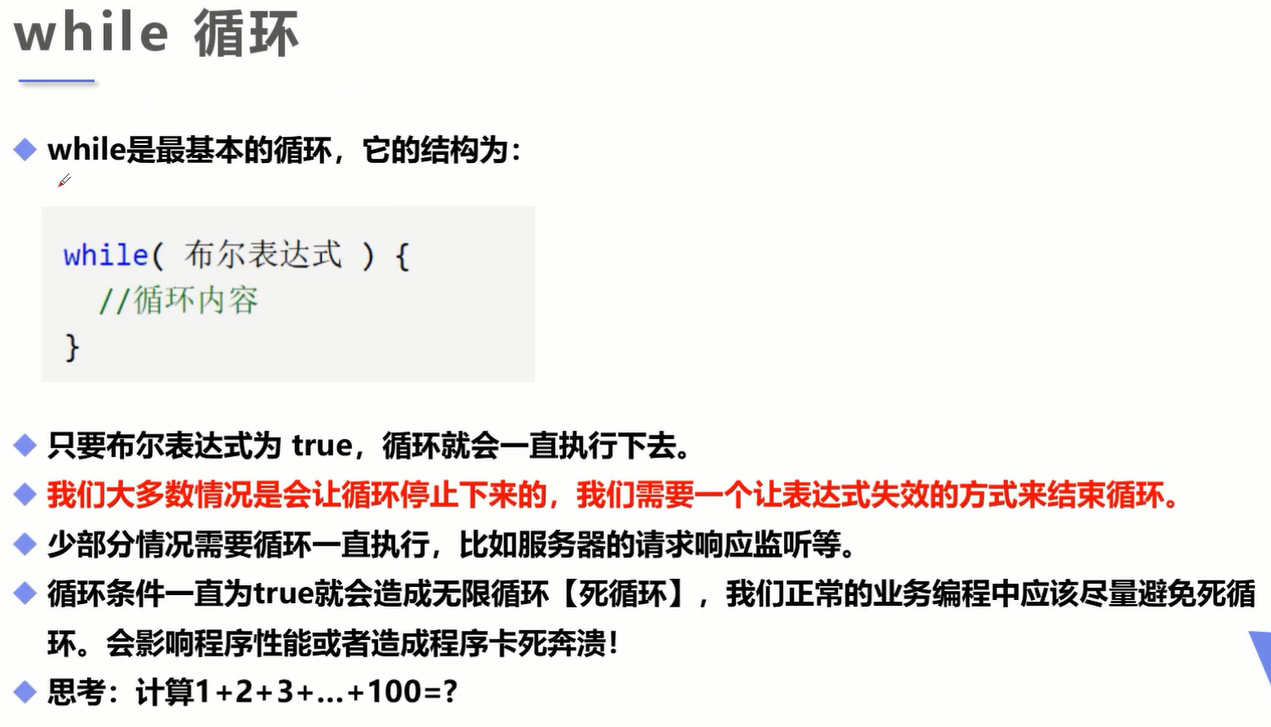 while 循环
while是最基本的循环，它的结构为：
while( 布尔表达式 ) {
//循环内容
}
只要布尔表达式为 true，循环就会一直执行下去。
我们大多数情况是会让循环停止下来的，我们需要一个让表达式失效的方式来结束循环。
少部分情况需要循环一直执行，比如服务器的请求响应监听等。
循环条件一直为true就会造成无限循环【死循环】，我们正常的业务编程中应该尽量避免死循
环。会影响程序性能或者造成程序卡死奔溃！
思考：计算1+2+3+...+100=?